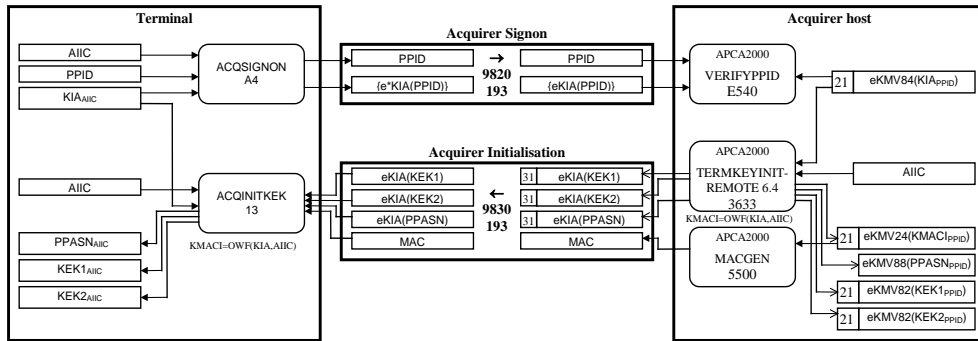 Terminal
AIIC
PPID
KIAAIIC
ACQSIGNON
A4
AIIC
ACQINITKEK
13
KMACI=OWF(KIA,AIIC)
PPASNAIIC
KEK1AIIC
KEK2AIIC
Acquirer Signon
PPID
{e*KIA(PPID)}
→
9820
193
PPID
{eKIA(PPID)}
Acquirer Initialisation
eKIA(KEK1)
eKIA(KEK2)
eKIA(PPASN)
MAC
←
9830
193
31 eKIA(KEK1)
31 eKIA(KEK2)
31 eKIA(PPASN)
MAC
Acquirer host
APCA2000
VERIFYPPID
E540
21 eKMV84(KIAPPID)
APCA2000
TERMKEYINIT-
REMOTE 6.4
3633
KMACI=OWF(KIA,AIIC)
AIIC
APCA2000
MACGEN
5500
21 eKMV24(KMACIPPID)
eKMV88(PPASNPPID)
21 eKMV82(KEK1PPID)
21 eKMV82(KEK2PPID)